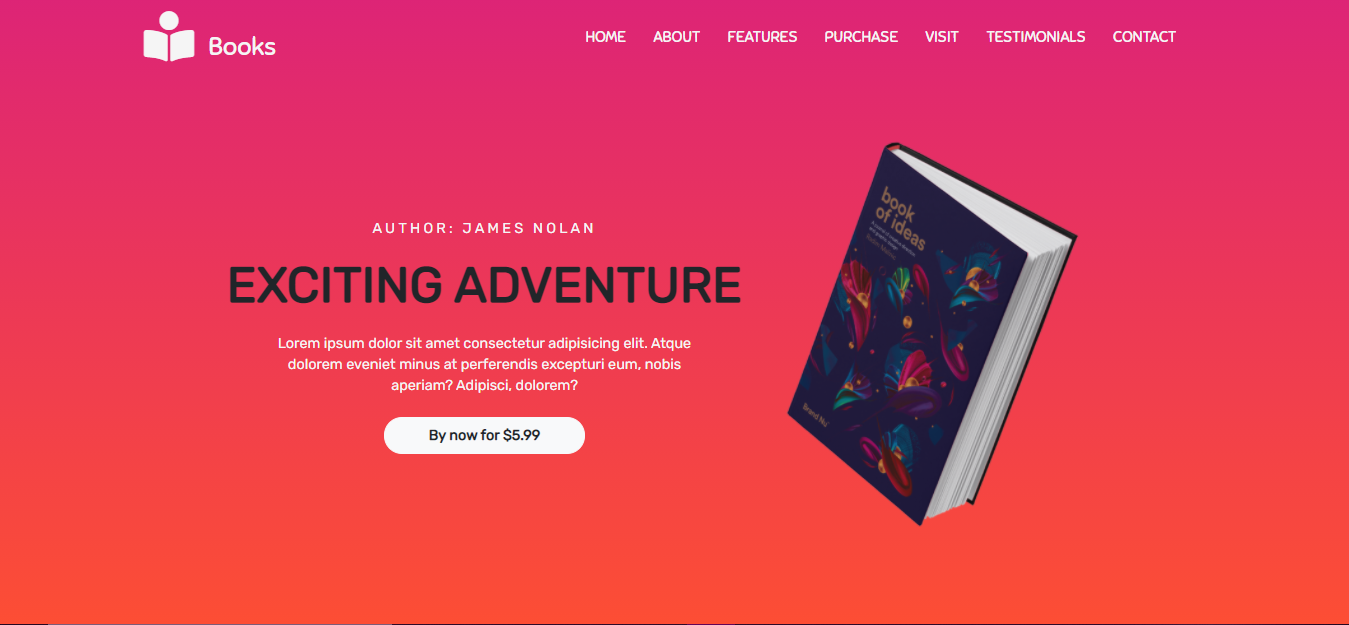 Books
HOME ABOUT FEATURES PURCHASE VISIT TESTIMONIALS CONTACT
AUTHOR: JAMES NOLAN
EXCITING ADVENTURE
Lorem ipsum dolor sit amet consectetur adipisicing elit. Atque
dolorem eveniet minus at perferendis excepturi eum, nobis
aperiam? Adipisci, dolorem?
By now for $5.99
book
of ideas
Brand Nu